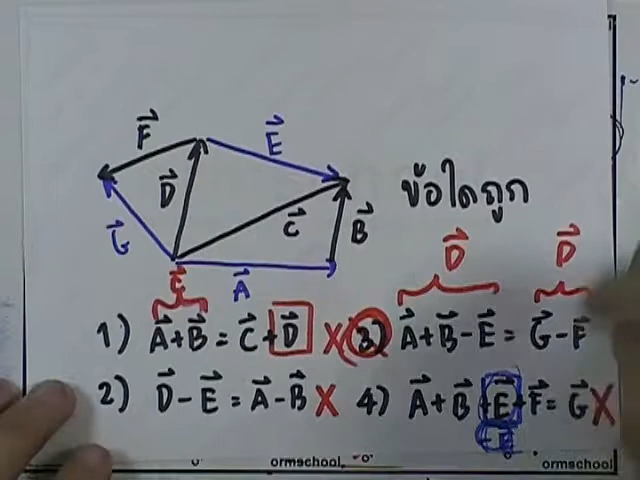 F⃗
E⃗
D⃗
C⃗
B⃗
G⃗
A⃗
ข้อใดถูก
C⃗
D⃗
D⃗
1) A⃗+B⃗ = C⃗+D⃗ X
3) A⃗+B⃗-E⃗ = G⃗-F⃗
2) D⃗-E⃗ = A⃗-B⃗ X
4) A⃗+B⃗+E⃗+F⃗=G⃗ X
-E⃗
ormschool.
ormschool